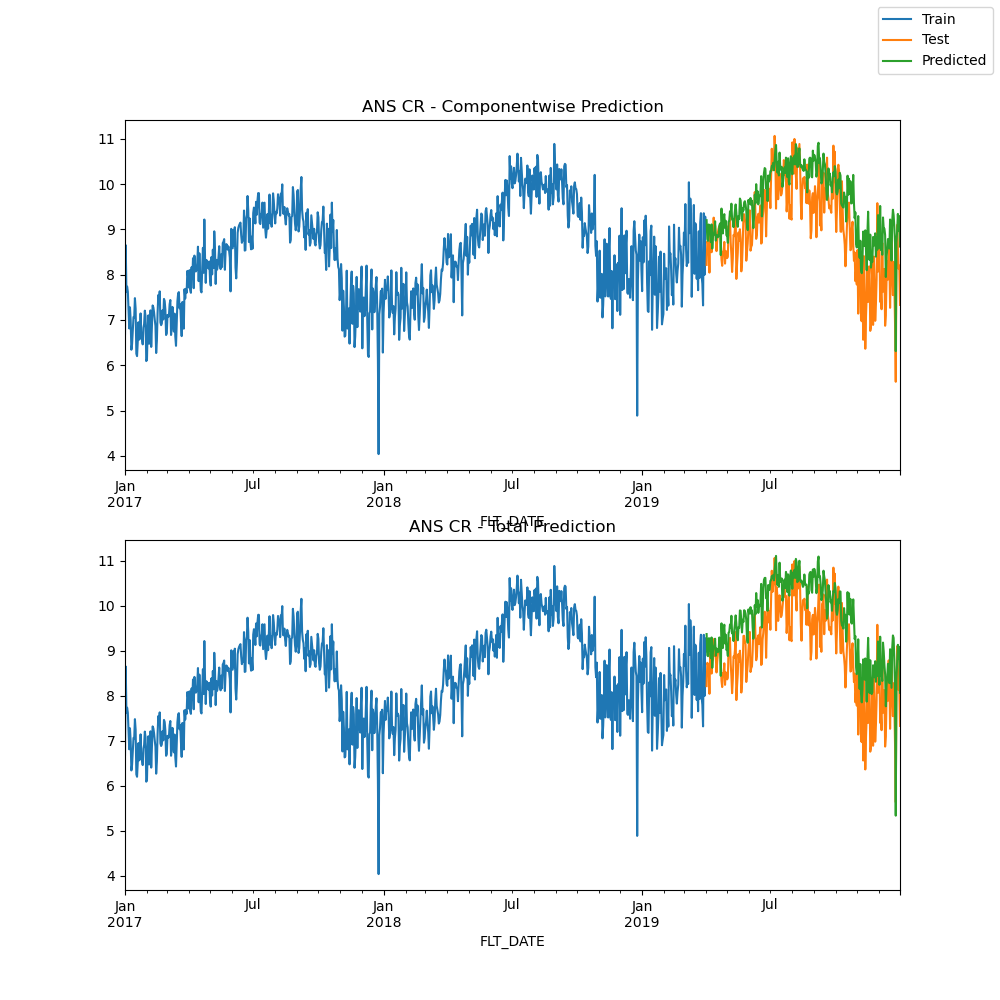 Train
Test
Predicted
ANS CR - Componentwise Prediction
11
10
9
8
7
6
5
4
Jan
2017
Jul
Jan
2018
Jul
Jan
2019
Jul
FLT_DATE
ANS CR - Total Prediction
11
10
9
8
7
6
5
4
Jan
2017
Jul
Jan
2018
Jul
Jan
2019
Jul
FLT_DATE